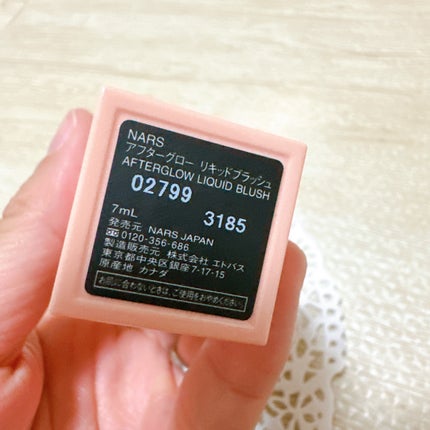 NARS
アフターグロー リキッドブラッシュ
AFTERGLOW LIQUID BLUSH
02799 3185
7mL
発売元 NARS JAPAN
☎0120-356-686
製造販売元 株式会社 エトバス
東京都中央区銀座7-17-15
原産地 カナダ
お肌に合わないときは、ご使用をおやめください。